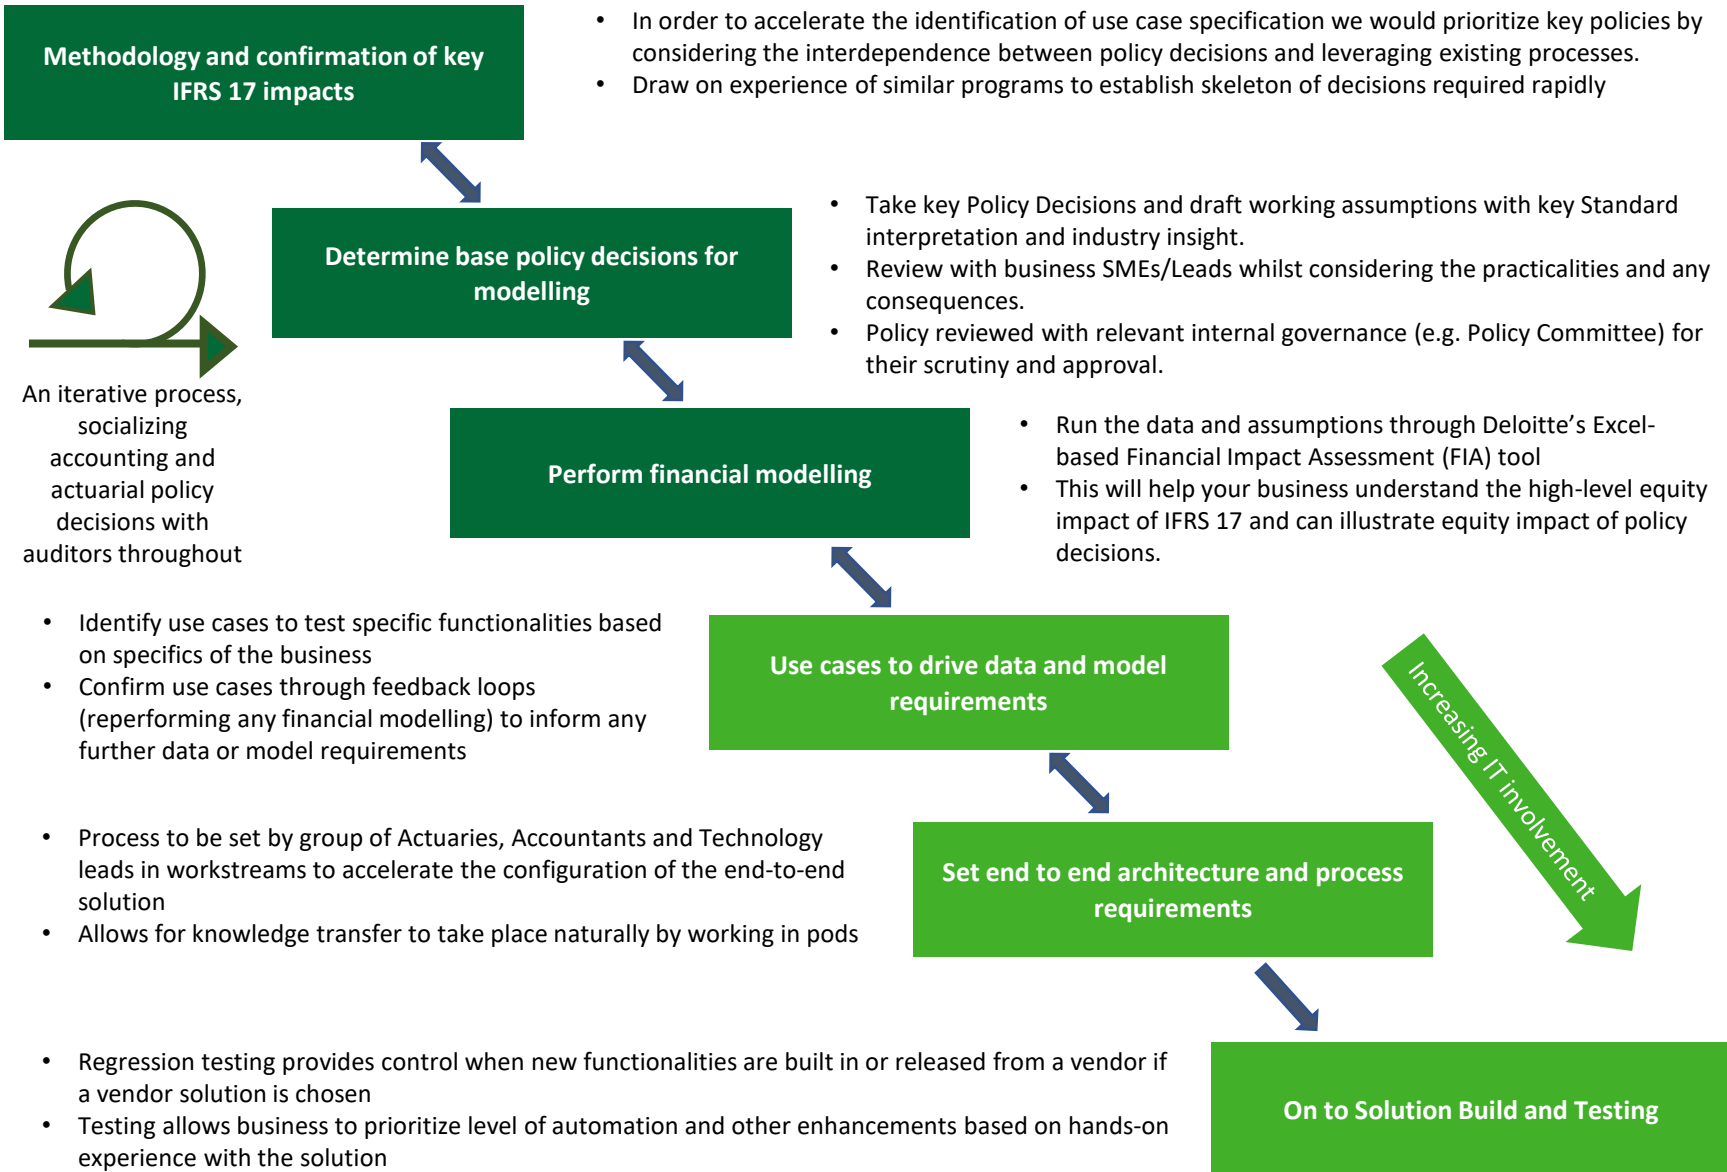 Methodology and confirmation of key
IFRS 17 impacts
• In order to accelerate the identification of use case specification we would prioritize key policies by
considering the interdependence between policy decisions and leveraging existing processes.
• Draw on experience of similar programs to establish skeleton of decisions required rapidly
Determine base policy decisions for
modelling
• Take key Policy Decisions and draft working assumptions with key Standard
interpretation and industry insight.
• Review with business SMEs/Leads whilst considering the practicalities and any
consequences.
• Policy reviewed with relevant internal governance (e.g. Policy Committee) for
their scrutiny and approval.
An iterative process,
socializing
accounting and
actuarial policy
decisions with
auditors throughout
Perform financial modelling
• Run the data and assumptions through Deloitte’s Excel-
based Financial Impact Assessment (FIA) tool
• This will help your business understand the high-level equity
impact of IFRS 17 and can illustrate equity impact of policy
decisions.
• Identify use cases to test specific functionalities based
on specifics of the business
• Confirm use cases through feedback loops
(reperforming any financial modelling) to inform any
further data or model requirements
Use cases to drive data and model
requirements
Increasing IT involvement
• Process to be set by group of Actuaries, Accountants and Technology
leads in workstreams to accelerate the configuration of the end-to-end
solution
• Allows for knowledge transfer to take place naturally by working in pods
Set end to end architecture and process
requirements
• Regression testing provides control when new functionalities are built in or released from a vendor if
a vendor solution is chosen
• Testing allows business to prioritize level of automation and other enhancements based on hands-on
experience with the solution
On to Solution Build and Testing